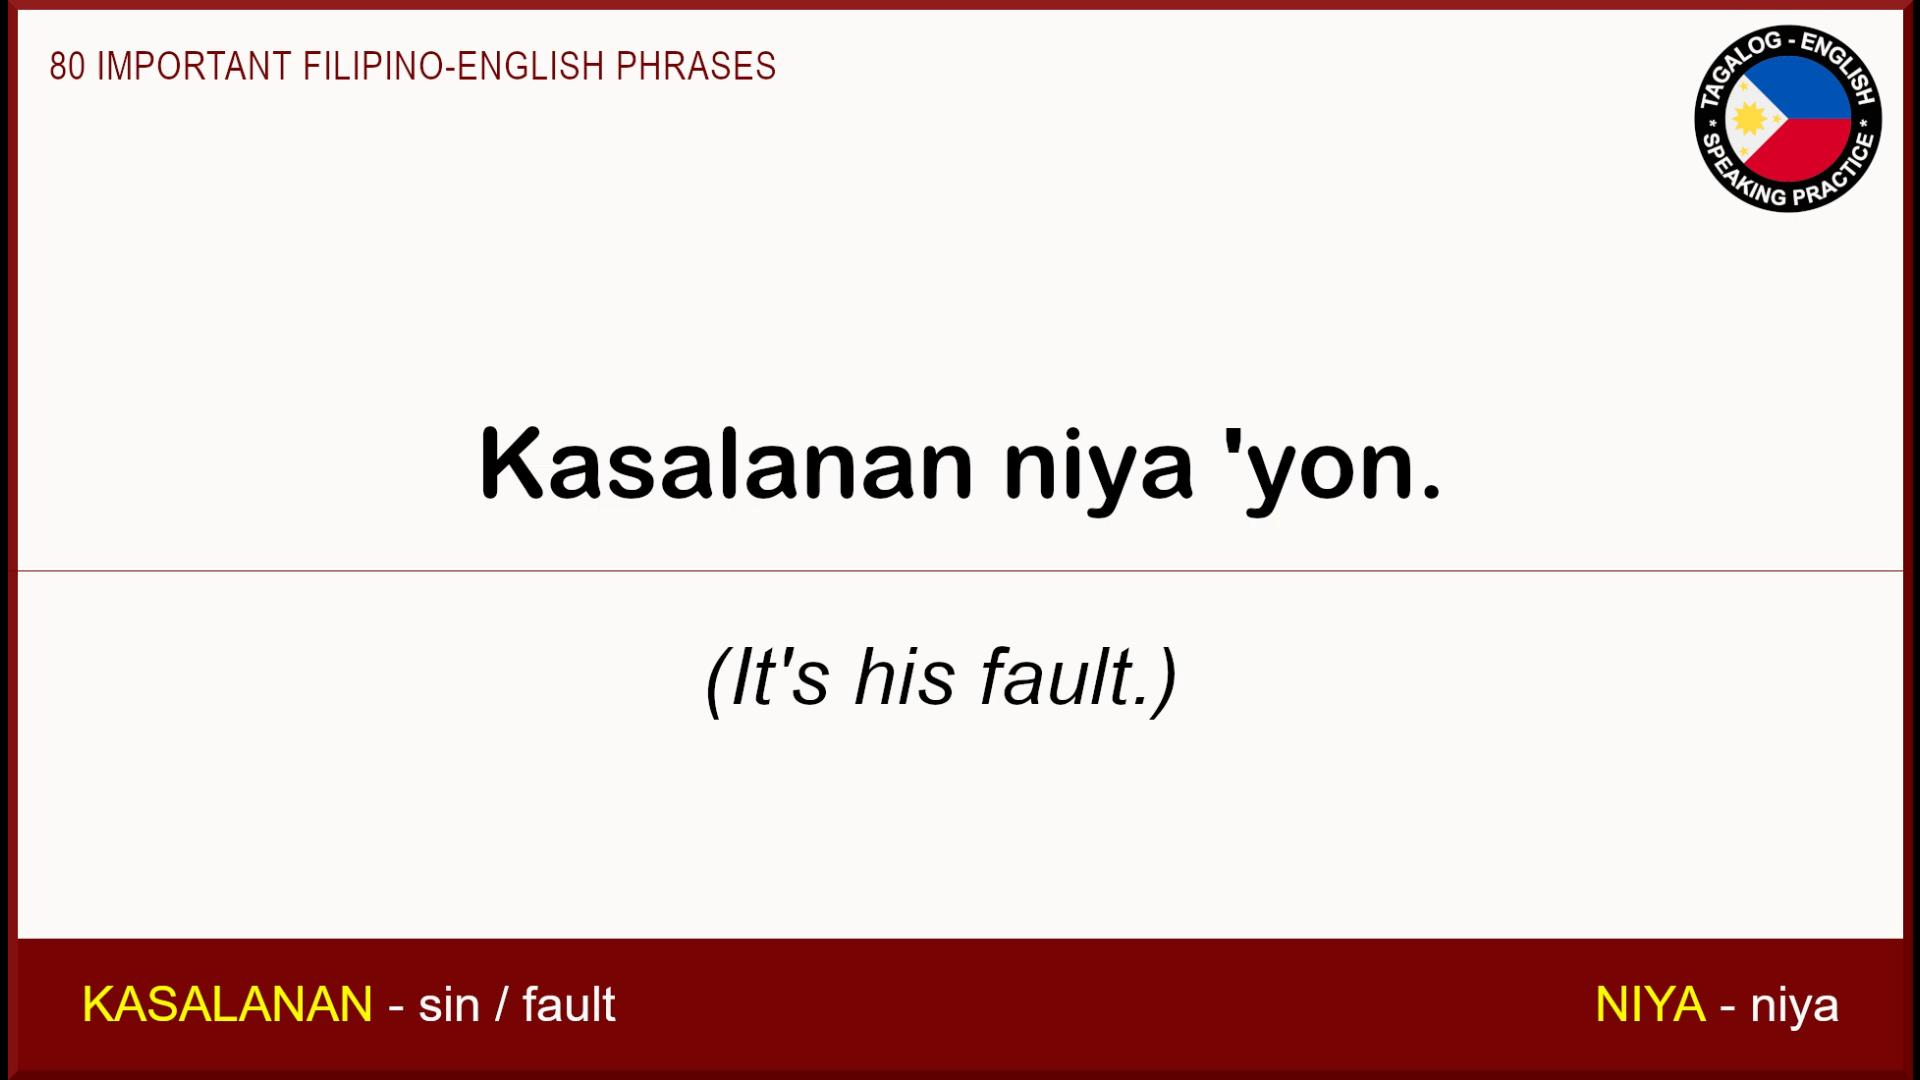 80 IMPORTANT FILIPINO-ENGLISH PHRASES
TAGALOG - ENGLISH
* SPEAKING PRACTICE *
Kasalanan niya 'yon.
(It's his fault.)
KASALANAN - sin / fault
NIYA - niya